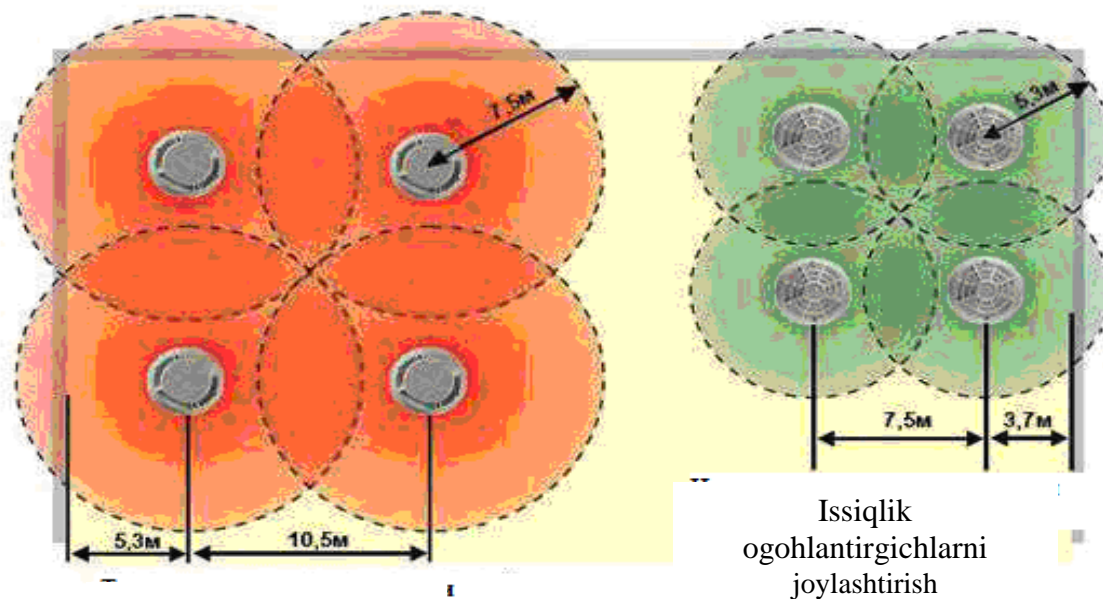 7,5м
5,3м
7,5м
3,7м
5,3м
10,5м
Issiqlik
ogohlantirgichlarni
joylashtirish